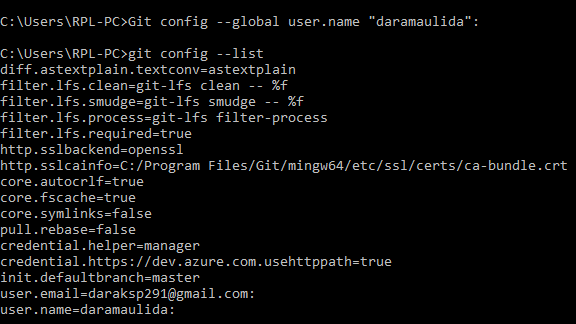 C:\Users\RPL-PC>Git config --global user.name "daramaulida":
C:\Users\RPL-PC>git config --list
diff.astextplain.textconv=astextplain
filter.lfs.clean=git-lfs clean -- %f
filter.lfs.smudge=git-lfs smudge -- %f
filter.lfs.process=git-lfs filter-process
filter.lfs.required=true
http.sslbackend=openssl
http.sslcainfo=C:/Program Files/Git/mingw64/etc/ssl/certs/ca-bundle.crt
core.autocrlf=true
core.fscache=true
core.symlinks=false
pull.rebase=false
credential.helper=manager
credential.https://dev.azure.com.usehttppath=true
init.defaultbranch=master
user.email=daraksp291@gmail.com:
user.name=daramaulida: